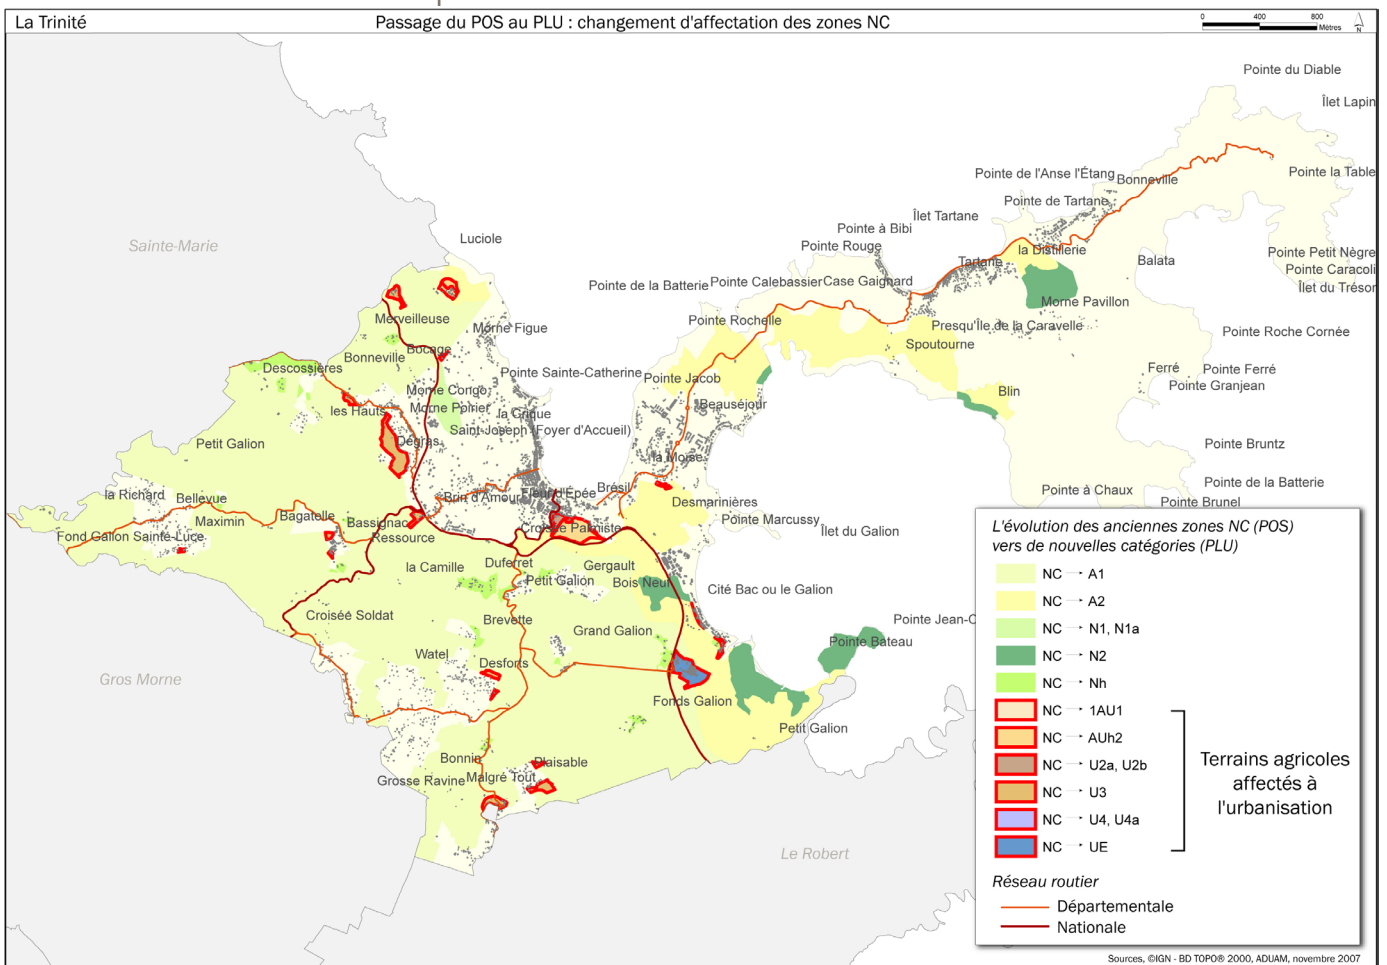 La Trinité
Passage du POS au PLU : changement d'affectation des zones NC
0 400 800
Mètres
N
Pointe du Diable
Îlet Lapin
Pointe de l'Anse l'Étang
Bonneville
Pointe la Table
Pointe de Tartane
Îlet Tartane
Pointe à Bibi
Pointe Rouge
la Distillerie
Pointe Petit Nègre
Balata
Tartane
Pointe Caracoli
Îlet du Trésor
Sainte-Marie
Luciole
Pointe de la Batterie
Pointe Calebassier
Case Gaignard
Morne Pavillon
Merveilleuse
Morne Figue
Pointe Rochelle
Presqu'Île de la Caravelle
Pointe Roche Cornée
Spoutourne
Bocage
Bonneville
Descossières
Pointe Sainte-Catherine
Pointe Jacob
Ferré
Pointe Ferré
Pointe Granjean
Blin
Morne Congo
Morne Poirier
les Hauts
la Crique
Beauséjour
Saint-Joseph (Foyer d'Accueil)
Petit Galion
Dégras
Pointe Bruntz
la Moïse
Pointe de la Batterie
Pointe à Chaux
Pointe Brunel
la Richard
Bellevue
Brin d'Amour
Fleur d'Epée
Brésil
Desmarinières
Maximin
Bagatelle
Bassignac
Croisée Palmiste
Pointe Marcussy
Îlet du Galion
Fond Galion
Sainte-Luce
Ressource
la Camille
Duferret
Gergault
Petit Galion
Bois Neuf
Cité Bac ou le Galion
Croiséé Soldat
Brevette
Grand Galion
Pointe Jean-C
Pointe Bateau
Watel
Desforts
Gros Morne
Fonds Galion
Petit Galion
Bonnin
Plaisable
Grosse Ravine
Malgré Tout
Le Robert
L'évolution des anciennes zones NC (POS)
vers de nouvelles catégories (PLU)
NC → A1
NC → A2
NC → N1, N1a
NC → N2
NC → Nh
NC → 1AU1
NC → AUh2
NC → U2a, U2b
NC → U3
NC → U4, U4a
NC → UE
Terrains agricoles
affectés à
l'urbanisation
Réseau routier
Départementale
Nationale
Sources, ©IGN - BD TOPO® 2000, ADUAM, novembre 2007